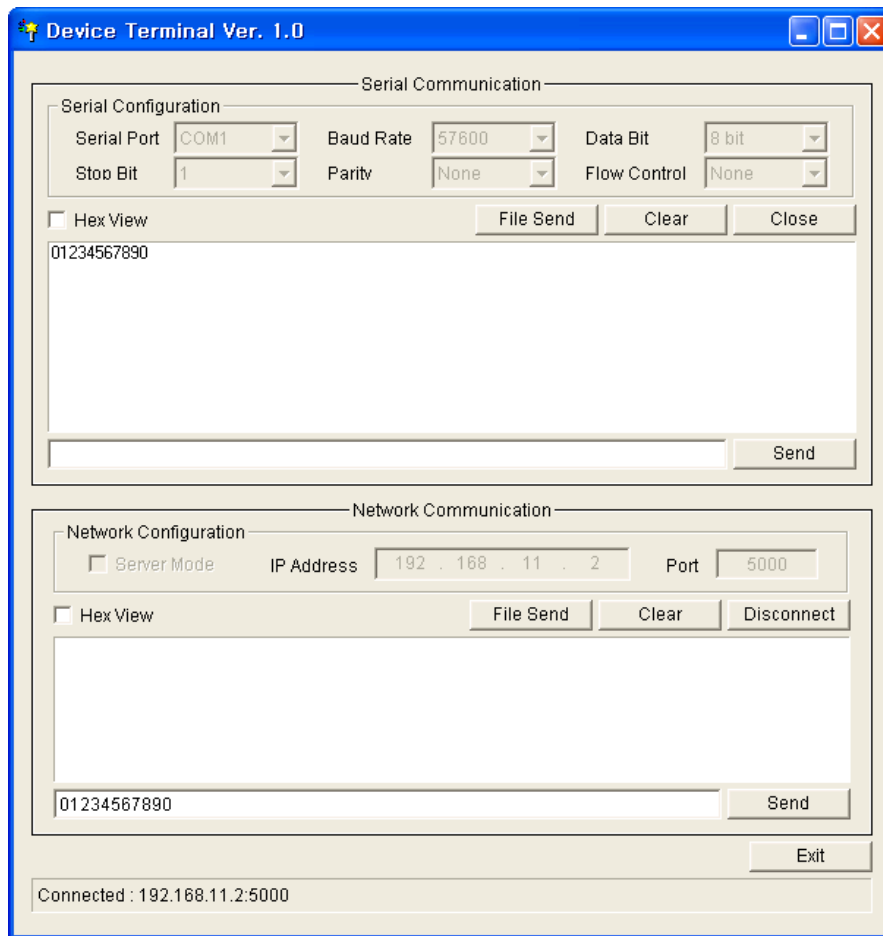 Device Terminal Ver. 1.0
Serial Communication
Serial Configuration
Serial Port COM1 Baud Rate 57600 Data Bit 8 bit
Stop Bit 1 Parity None Flow Control None
Hex View File Send Clear Close
01234567890
Send
Network Communication
Network Configuration
Server Mode IP Address 192 . 168 . 11 . 2 Port 5000
Hex View File Send Clear Disconnect
01234567890 Send
Exit
Connected : 192.168.11.2:5000